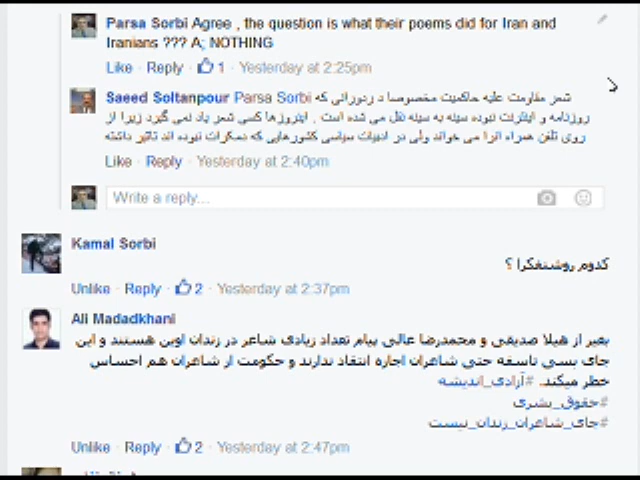 Parsa Sorbi Agree , the question is what their poems did for Iran and
Iranians ??? A; NOTHING
Like · Reply · 1 · Yesterday at 2:25pm
Saeed Soltanpour Parsa Sorbi شعر مقاومت علیه حاکمیت مخصوصا د ردورانی که
روزنامه و اینترنت نبوده سینه به سینه نقل می شده است . اینروزها کسی شعر یاد نمی گیرد زیرا از
روی تلفن همراه انرا می خواند ولی در ادبیات سیاسی کشورهایی که دمکرات نبوده اند تاثیر داشته
Like · Reply · Yesterday at 2:40pm
Write a reply...
Kamal Sorbi
کدوم روشنفکرا ؟
Unlike · Reply · 2 · Yesterday at 2:37pm
Ali Madadkhani
بغیر از هیلا صدیقی و محمدرضا عالی پیام تعداد زیادی شاعر در زندان اوین هستند و این
جای بسی تاسفه حتی شاعران اجازه انتقاد ندارند و حکومت از شاعران هم احساس
خطر میکند. #آزادی_اندیشه
#حقوق_بشری
#جای_شاعران_زندان_نیست
Unlike · Reply · 2 · Yesterday at 2:47pm